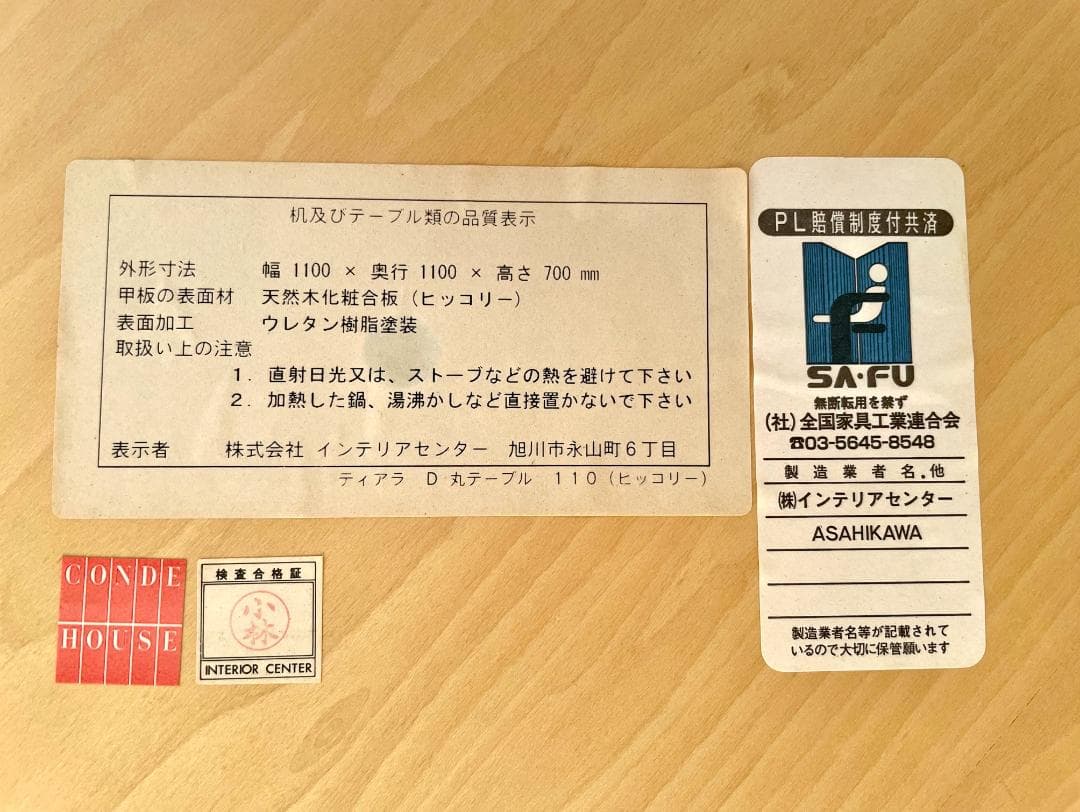 机及びテーブル類の品質表示
外形寸法 幅 1100 × 奥行 1100 × 高さ 700 mm
甲板の表面材 天然木化粧合板（ヒッコリー）
表面加工 ウレタン樹脂塗装
取扱い上の注意
1. 直射日光又は、ストーブなどの熱を避けて下さい
2. 加熱した鍋、湯沸かしなど直接置かないで下さい
表示者 株式会社 インテリアセンター 旭川市永山町6丁目
ティアラ D 丸テーブル 110（ヒッコリー）
PL賠償制度付共済
SA・FU
無断転用を禁ず
（社）全国家具工業連合会
☎03-5645-8548
製造業者名.他
㈱インテリアセンター
ASAHIKAWA
製造業者名等が記載されて
いるので大切に保管願います
CONDE
HOUSE
検査合格証
小林
INTERIOR CENTER